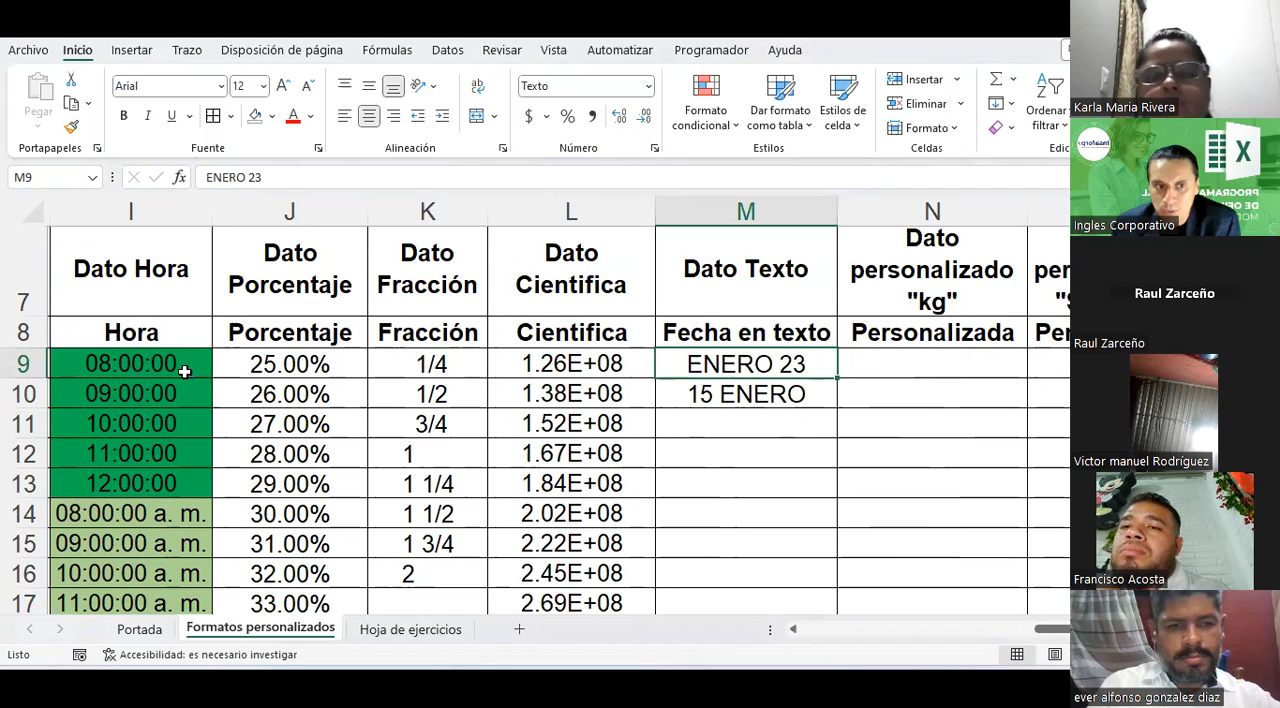 Archivo Inicio Insertar Trazo Disposición de página Fórmulas Datos Revisar Vista Automatizar Programador Ayuda
Pegar
Portapapeles
Arial 12
N K S
Fuente
Alineación
Texto
$ %
Número
Formato condicional
Dar formato como tabla
Estilos de celda
Estilos
Insertar
Eliminar
Formato
Celdas
Ordenar
filtrar
M9 fx ENERO 23
I J K L M N
7 Dato Hora Dato Porcentaje Dato Fracción Dato Cientifica Dato Texto Dato personalizado "kg"
8 Hora Porcentaje Fracción Cientifica Fecha en texto Personalizada
9 08:00:00 25.00% 1/4 1.26E+08 ENERO 23
10 09:00:00 26.00% 1/2 1.38E+08 15 ENERO
11 10:00:00 27.00% 3/4 1.52E+08
12 11:00:00 28.00% 1 1.67E+08
13 12:00:00 29.00% 1 1/4 1.84E+08
14 08:00:00 a. m. 30.00% 1 1/2 2.02E+08
15 09:00:00 a. m. 31.00% 1 3/4 2.22E+08
16 10:00:00 a. m. 32.00% 2 2.45E+08
17 11:00:00 a. m. 33.00% 2.69E+08
Portada Formatos personalizados Hoja de ejercicios
Listo Accesibilidad: es necesario investigar
Karla Maria Rivera
Ingles Corporativo
Raul Zarceño
Raul Zarceño
Victor manuel Rodríguez
Francisco Acosta
ever alfonso gonzalez diaz